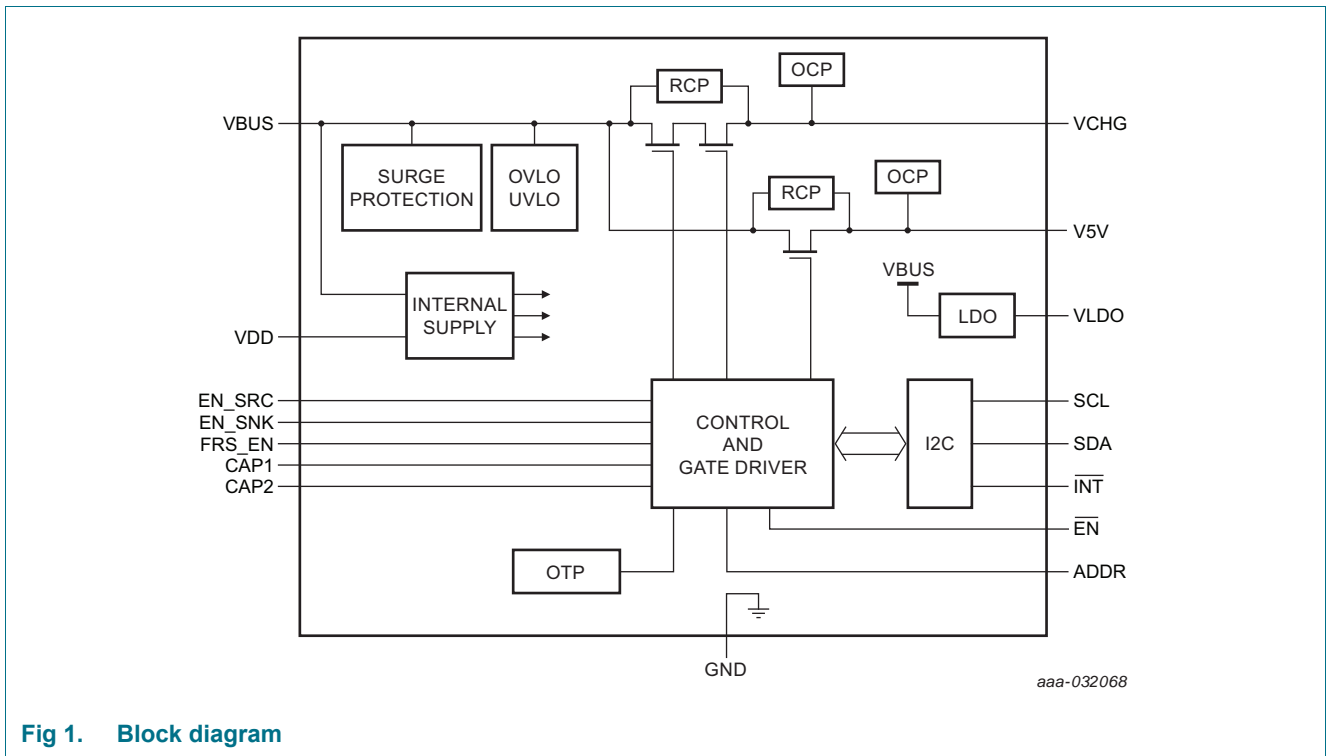 RCP
OCP
VBUS
VCHG
SURGE
PROTECTION
OVLO
UVLO
RCP
OCP
V5V
VBUS
INTERNAL
SUPPLY
LDO
VLDO
VDD
EN_SRC
EN_SNK
FRS_EN
CAP1
CAP2
CONTROL
AND
GATE DRIVER
I2C
SCL
SDA
INT
EN
ADDR
OTP
GND
aaa-032068
Fig 1. Block diagram